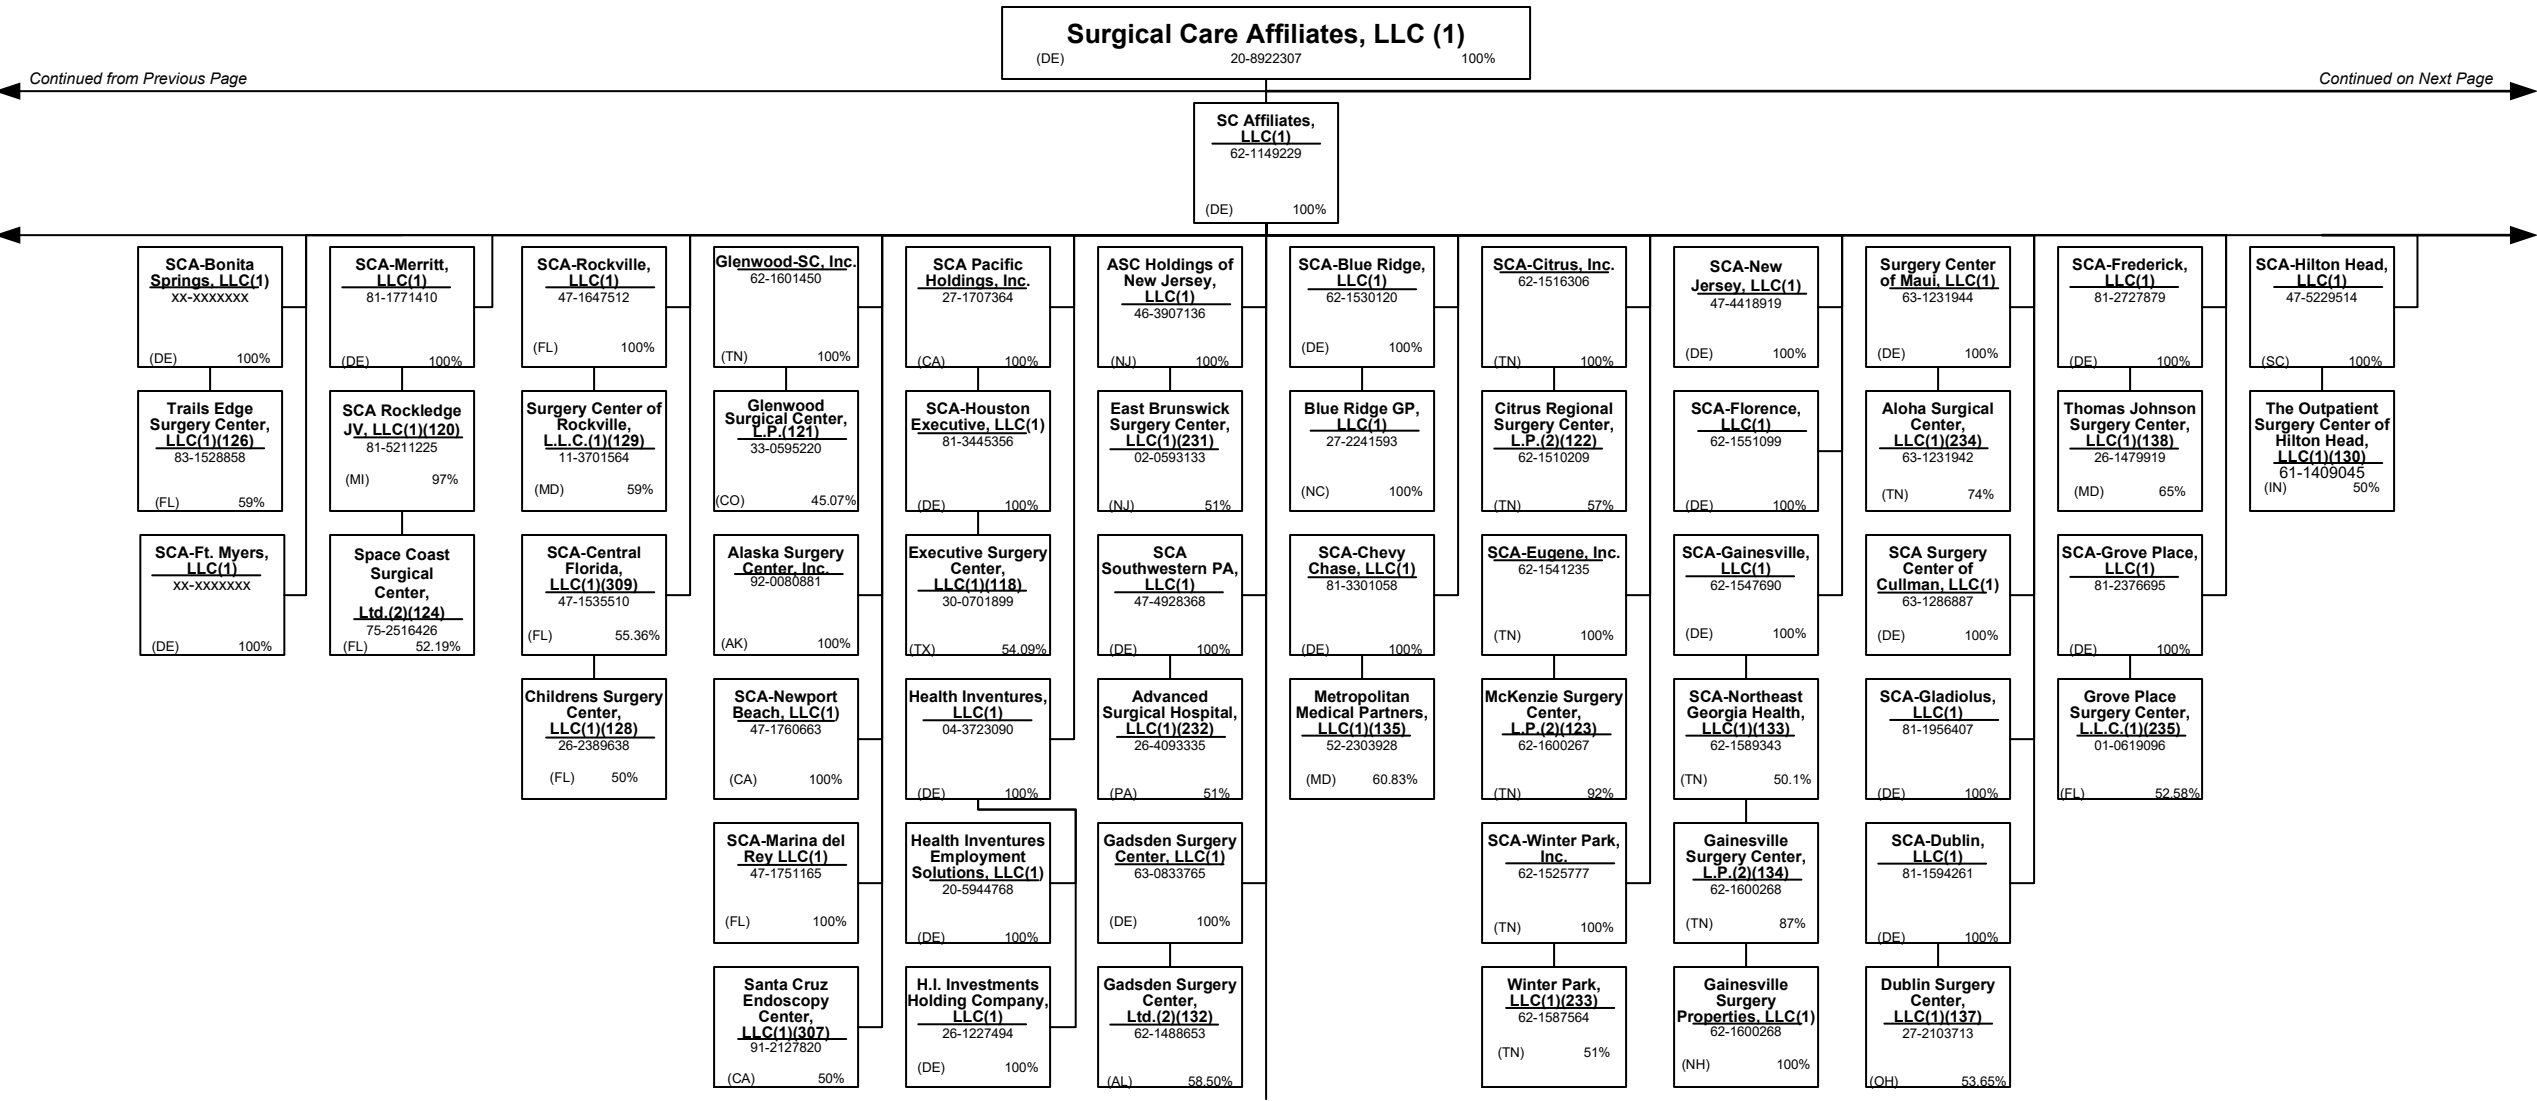 Surgical Care Affiliates, LLC (1)
(DE) 20-8922307 100%
Continued from Previous Page
Continued on Next Page
SC Affiliates,
LLC(1)
62-1149229
(DE) 100%
SCA-Bonita
Springs, LLC(1)
xx-xxxxxxx
(DE) 100%
Trails Edge
Surgery Center,
LLC(1)(126)
83-1528858
(FL) 59%
SCA-Ft. Myers,
LLC(1)
xx-xxxxxxx
(DE) 100%
SCA-Merritt,
LLC(1)
81-1771410
(DE) 100%
SCA Rockledge
JV, LLC(1)(120)
81-5211225
(MI) 97%
Space Coast
Surgical
Center,
Ltd.(2)(124)
75-2516426
(FL) 52.19%
SCA-Rockville,
LLC(1)
47-1647512
(FL) 100%
Surgery Center of
Rockville,
L.L.C.(1)(129)
11-3701564
(MD) 59%
SCA-Central
Florida,
LLC(1)(309)
47-1535510
(FL) 55.36%
Childrens Surgery
Center,
LLC(1)(128)
26-2389638
(FL) 50%
Glenwood-SC, Inc.
62-1601450
(TN) 100%
Glenwood
Surgical Center,
L.P.(121)
33-0595220
(CO) 45.07%
Alaska Surgery
Center, Inc.
92-0080881
(AK) 100%
SCA-Newport
Beach, LLC(1)
47-1760663
(CA) 100%
SCA-Marina del
Rey LLC(1)
47-1751165
(FL) 100%
Santa Cruz
Endoscopy
Center,
LLC(1)(307)
91-2127820
(CA) 50%
SCA Pacific
Holdings, Inc.
27-1707364
(CA) 100%
SCA-Houston
Executive, LLC(1)
81-3445356
(DE) 100%
Executive Surgery
Center,
LLC(1)(118)
30-0701899
(TX) 54.09%
Health Inventures,
LLC(1)
04-3723090
(DE) 100%
Health Inventures
Employment
Solutions, LLC(1)
20-5944768
(DE) 100%
H.I. Investments
Holding Company,
LLC(1)
26-1227494
(DE) 100%
ASC Holdings of
New Jersey,
LLC(1)
46-3907136
(NJ) 100%
East Brunswick
Surgery Center,
LLC(1)(231)
02-0593133
(NJ) 51%
SCA
Southwestern PA,
LLC(1)
47-4928368
(DE) 100%
Advanced
Surgical Hospital,
LLC(1)(232)
26-4093335
(PA) 51%
Gadsden Surgery
Center, LLC(1)
63-0833765
(DE) 100%
Gadsden Surgery
Center,
Ltd.(2)(132)
62-1488653
(AL) 58.50%
SCA-Blue Ridge,
LLC(1)
62-1530120
(DE) 100%
Blue Ridge GP,
LLC(1)
27-2241593
(NC) 100%
SCA-Chevy
Chase, LLC(1)
81-3301058
(DE) 100%
Metropolitan
Medical Partners,
LLC(1)(135)
52-2303928
(MD) 60.83%
SCA-Citrus, Inc.
62-1516306
(TN) 100%
Citrus Regional
Surgery Center,
L.P.(2)(122)
62-1510209
(TN) 57%
SCA-Eugene, Inc.
62-1541235
(TN) 100%
McKenzie Surgery
Center,
L.P.(2)(123)
62-1600267
(TN) 92%
SCA-Winter Park,
Inc.
62-1525777
(TN) 100%
Winter Park,
LLC(1)(233)
62-1587564
(TN) 51%
SCA-New
Jersey, LLC(1)
47-4418919
(DE) 100%
SCA-Florence,
LLC(1)
62-1551099
(DE) 100%
SCA-Gainesville,
LLC(1)
62-1547690
(DE) 100%
SCA-Northeast
Georgia Health,
LLC(1)(133)
62-1589343
(TN) 50.1%
Gainesville
Surgery Center,
L.P.(2)(134)
62-1600268
(TN) 87%
Gainesville
Surgery
Properties, LLC(1)
62-1600268
(NH) 100%
Surgery Center
of Maui, LLC(1)
63-1231944
(DE) 100%
Aloha Surgical
Center,
LLC(1)(234)
63-1231942
(TN) 74%
SCA Surgery
Center of
Cullman, LLC(1)
63-1286887
(DE) 100%
SCA-Gladiolus,
LLC(1)
81-1956407
(DE) 100%
SCA-Dublin,
LLC(1)
81-1594261
(DE) 100%
Dublin Surgery
Center,
LLC(1)(137)
27-2103713
(OH) 53.65%
SCA-Frederick,
LLC(1)
81-2727879
(DE) 100%
Thomas Johnson
Surgery Center,
LLC(1)(138)
26-1479919
(MD) 65%
SCA-Grove Place,
LLC(1)
81-2376695
(DE) 100%
Grove Place
Surgery Center,
L.L.C.(1)(235)
01-0619096
(FL) 52.58%
SCA-Hilton Head,
LLC(1)
47-5229514
(SC) 100%
The Outpatient
Surgery Center of
Hilton Head,
LLC(1)(130)
61-1409045
(IN) 50%